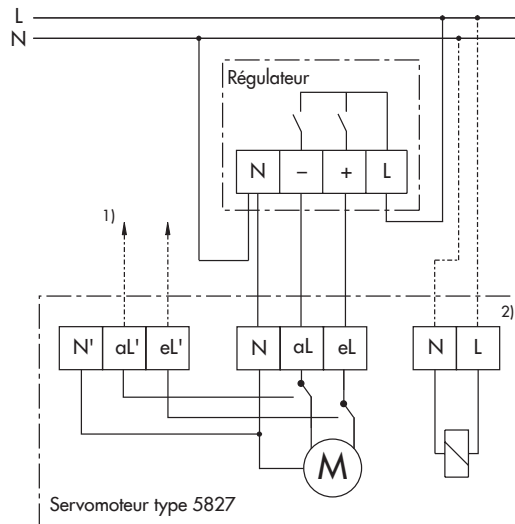 L
N
Régulateur
N – + L
1)
2)
N' aL' eL' N aL eL N L
M
Servomoteur type 5827